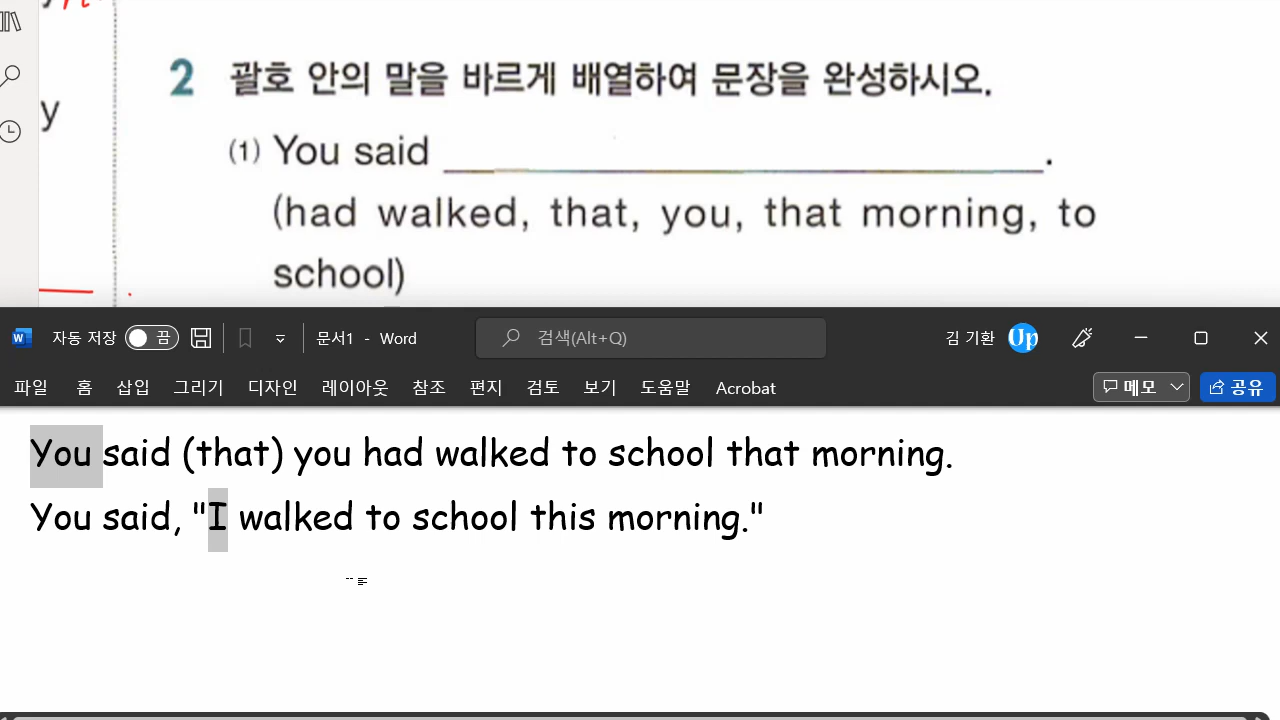 y
2 괄호 안의 말을 바르게 배열하여 문장을 완성하시오.
(1) You said ______________________.
(had walked, that, you, that morning, to
school)
자동 저장 끔 문서1 - Word 검색(Alt+Q) 김 기환 Up
파일 홈 삽입 그리기 디자인 레이아웃 참조 편지 검토 보기 도움말 Acrobat 메모 공유
You said (that) you had walked to school that morning.
You said, "I walked to school this morning."